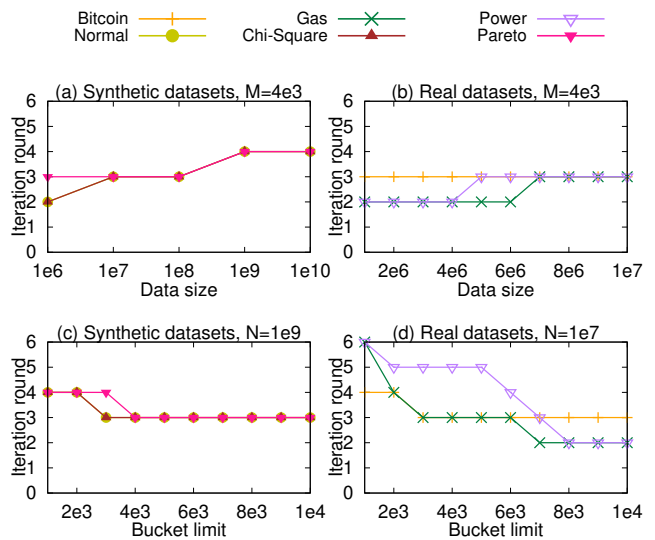 Bitcoin Gas Power
Normal Chi-Square Pareto
(a) Synthetic datasets, M=4e3
Iteration round
6
5
4
3
2
1
0
1e6 1e7 1e8 1e9 1e10
Data size
(b) Real datasets, M=4e3
Iteration round
6
5
4
3
2
1
0
2e6 4e6 6e6 8e6 1e7
Data size
(c) Synthetic datasets, N=1e9
Iteration round
6
5
4
3
2
1
0
2e3 4e3 6e3 8e3 1e4
Bucket limit
(d) Real datasets, N=1e7
Iteration round
6
5
4
3
2
1
0
2e3 4e3 6e3 8e3 1e4
Bucket limit